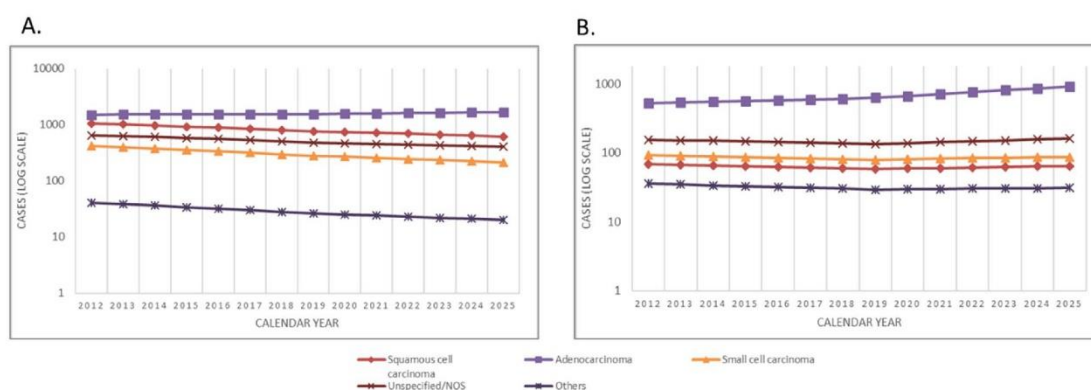 A.
10000
1000
100
10
1
CASES (LOG SCALE)
2012 2013 2014 2015 2016 2017 2018 2019 2020 2021 2022 2023 2024 2025
CALENDAR YEAR
B.
1000
100
10
1
CASES (LOG SCALE)
2012 2013 2014 2015 2016 2017 2018 2019 2020 2021 2022 2023 2024 2025
CALENDAR YEAR
Squamous cell
carcinoma
Adenocarcinoma
Small cell carcinoma
Unspecified/NOS
Others